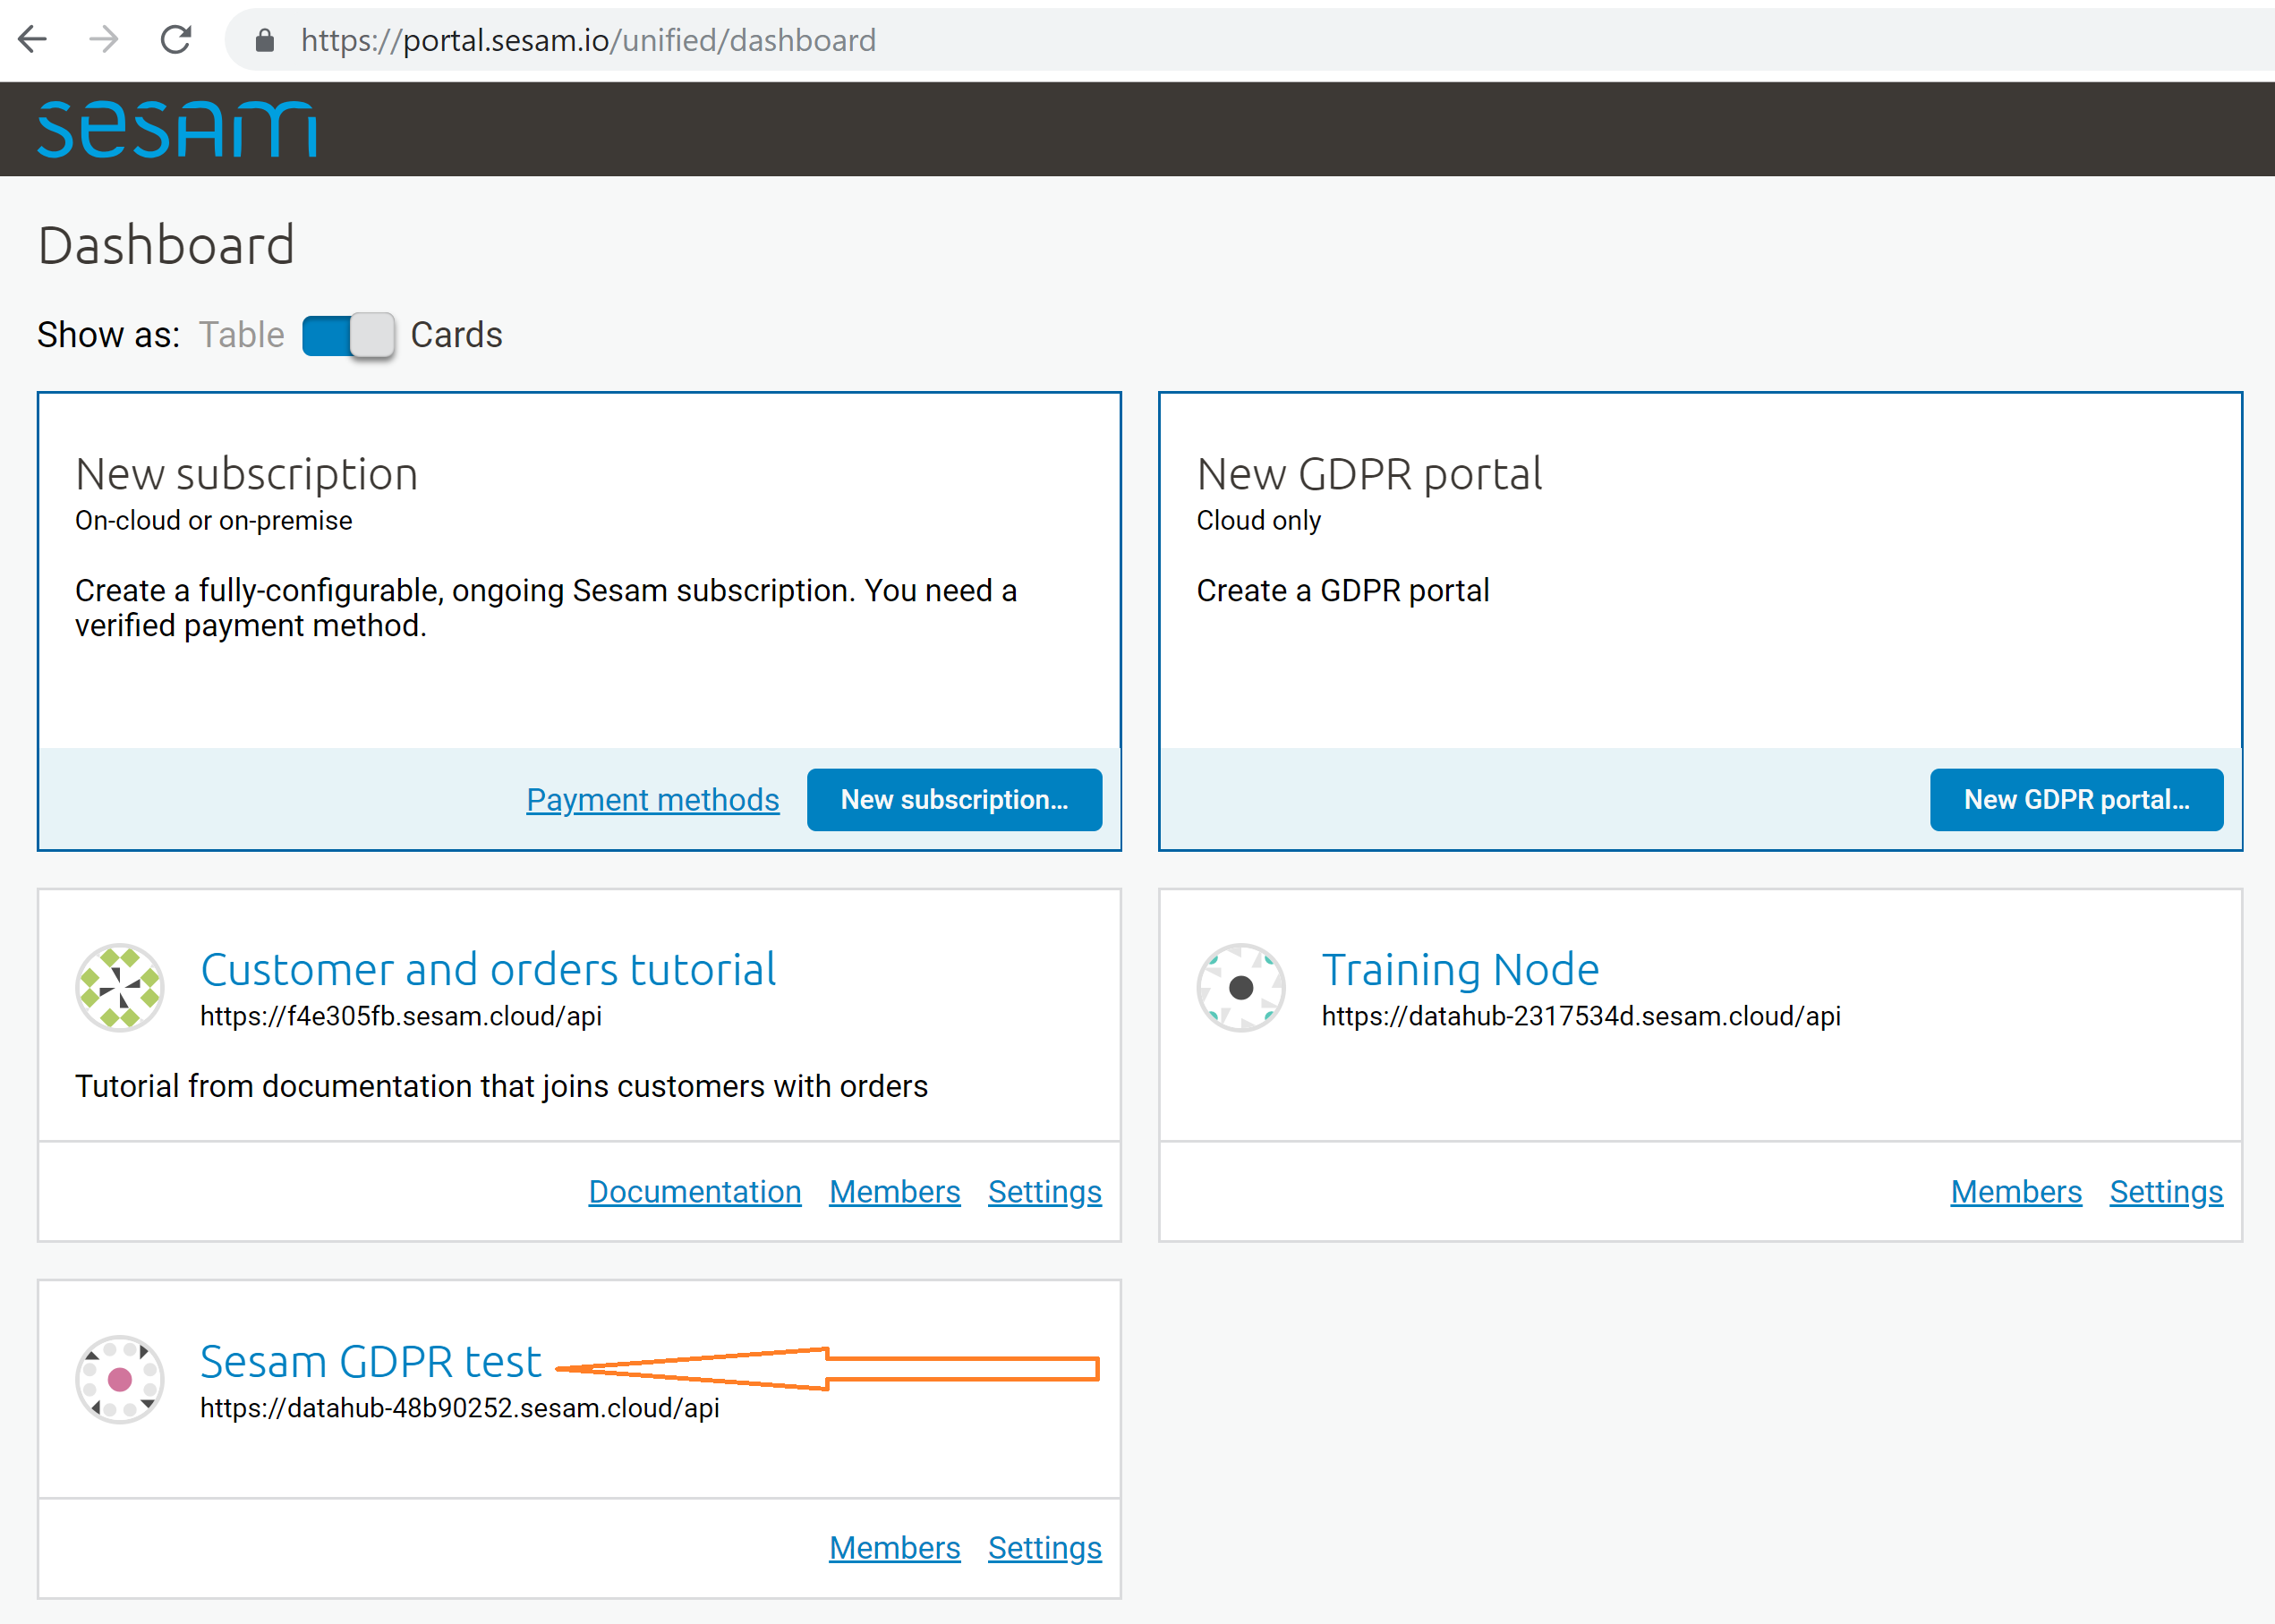 https://portal.sesam.io/unified/dashboard
sesam
Dashboard
Show as: Table Cards
New subscription
On-cloud or on-premise
Create a fully-configurable, ongoing Sesam subscription. You need a
verified payment method.
Payment methods New subscription...
New GDPR portal
Cloud only
Create a GDPR portal
New GDPR portal...
Customer and orders tutorial
https://f4e305fb.sesam.cloud/api
Tutorial from documentation that joins customers with orders
Documentation Members Settings
Training Node
https://datahub-2317534d.sesam.cloud/api
Members Settings
Sesam GDPR test
https://datahub-48b90252.sesam.cloud/api
Members Settings